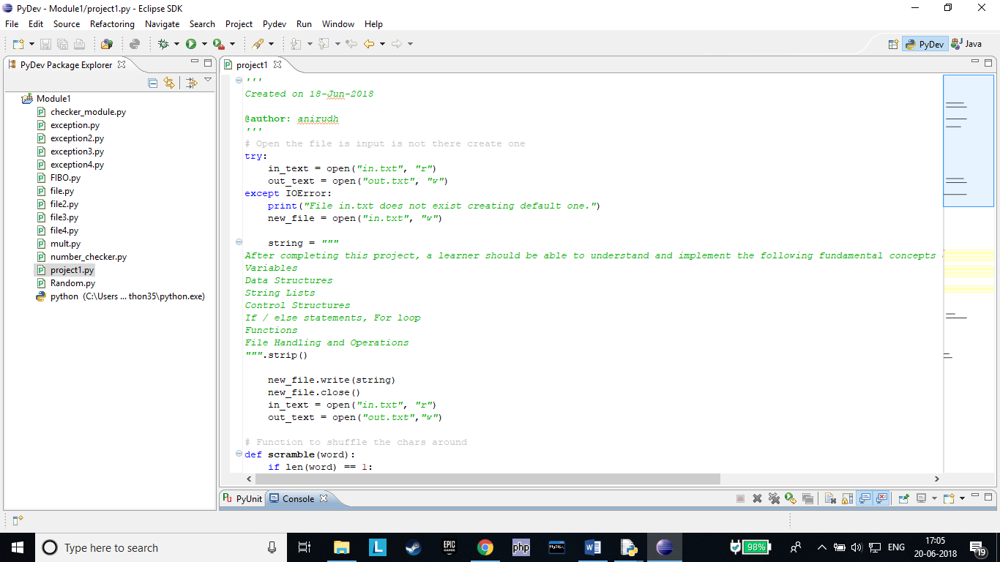 PyDev - Module1/project1.py - Eclipse SDK
File Edit Source Refactoring Navigate Search Project Pydev Run Window Help
PyDev
Java
PyDev Package Explorer
Module1
checker_module.py
exception.py
exception2.py
exception3.py
exception4.py
FIBO.py
file.py
file2.py
file3.py
file4.py
mult.py
number_checker.py
project1.py
Random.py
python (C:\Users ... thon35\python.exe)
project1
'''
Created on 18-Jun-2018
@author: anirudh
'''
# Open the file is input is not there create one
try:
    in_text = open("in.txt", "r")
    out_text = open("out.txt", "w")
except IOError:
    print("File in.txt does not exist creating default one.")
    new_file = open("in.txt", "w")
    string = """
After completing this project, a learner should be able to understand and implement the following fundamental concepts
Variables
Data Structures
String Lists
Control Structures
If / else statements, For loop
Functions
File Handling and Operations
""".strip()
    new_file.write(string)
    new_file.close()
    in_text = open("in.txt", "r")
    out_text = open("out.txt","w")
# Function to shuffle the chars around
def scramble(word):
    if len(word) == 1:
PyUnit
Console
Type here to search
L
EPIC GAMES
php
MySQL
W
98%
ENG
17:05
20-06-2018
19